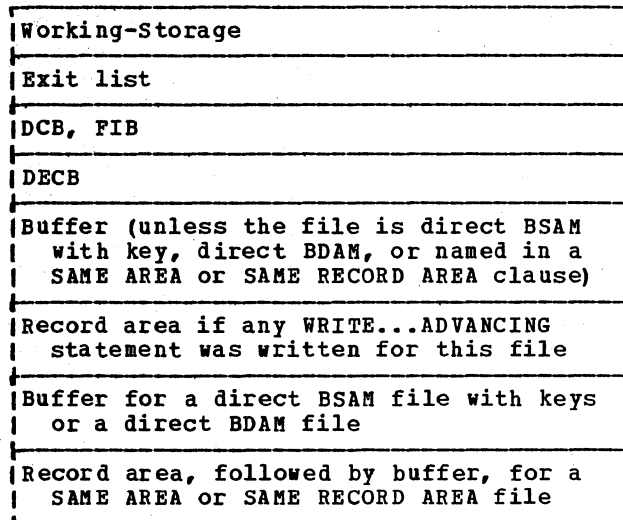 Working-Storage
Exit list
DCB, FIB
DECB
Buffer (unless the file is direct BSAM
with key, direct BDAM, or named in a
SAME AREA or SAME RECORD AREA clause)
Record area if any WRITE...ADVANCING
statement was written for this file
Buffer for a direct BSAM file with keys
or a direct BDAM file
Record area, followed by buffer, for a
SAME AREA or SAME RECORD AREA file